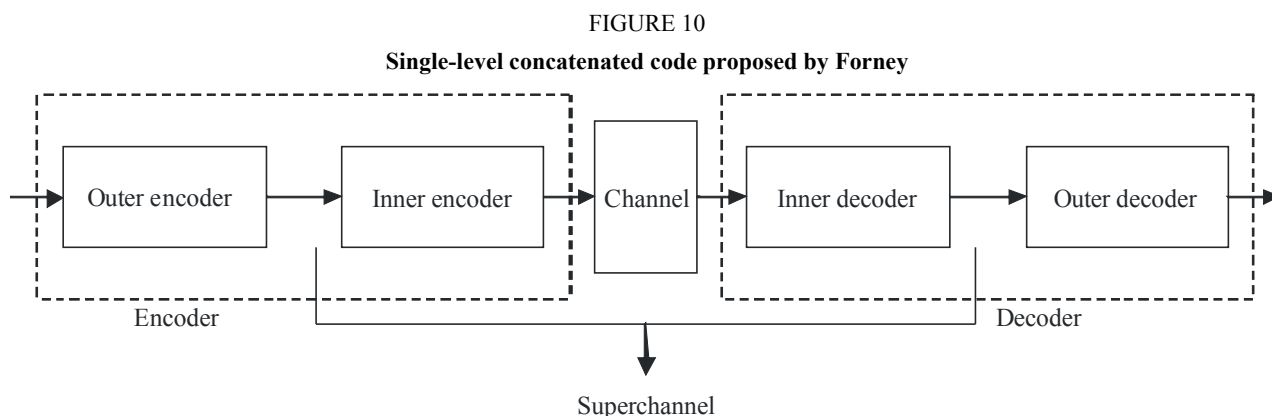 FIGURE 10
Single-level concatenated code proposed by Forney
Outer encoder
Inner encoder
Channel
Inner decoder
Outer decoder
Encoder
Decoder
Superchannel